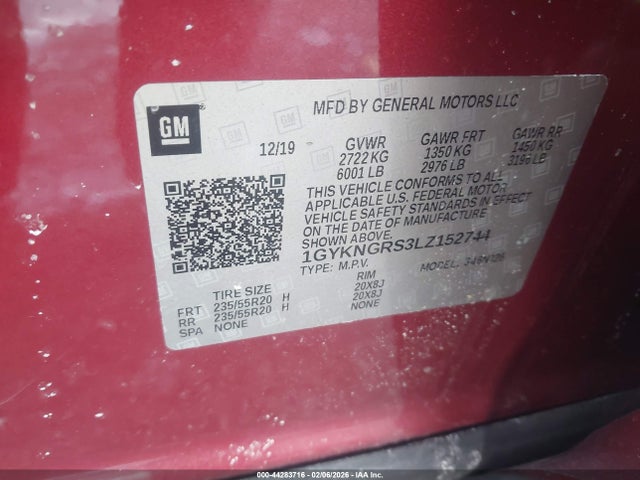 GM
MFD BY GENERAL MOTORS LLC
12/19 GVWR GAWR FRT GAWR RR
2722 KG 1350 KG 1450 KG
6001 LB 2976 LB 3196 LB
THIS VEHICLE CONFORMS TO ALL
APPLICABLE U.S. FEDERAL MOTOR
VEHICLE SAFETY STANDARDS IN EFFECT
ON THE DATE OF MANUFACTURE
SHOWN ABOVE.
1GYKNGRS3LZ152744
TYPE: M.P.V. MODEL:
TIRE SIZE RIM
FRT 235/55R20 H 20X8J
RR 235/55R20 H 20X8J
SPA NONE NONE
000-44283716 - 02/06/2026 - IAA Inc.